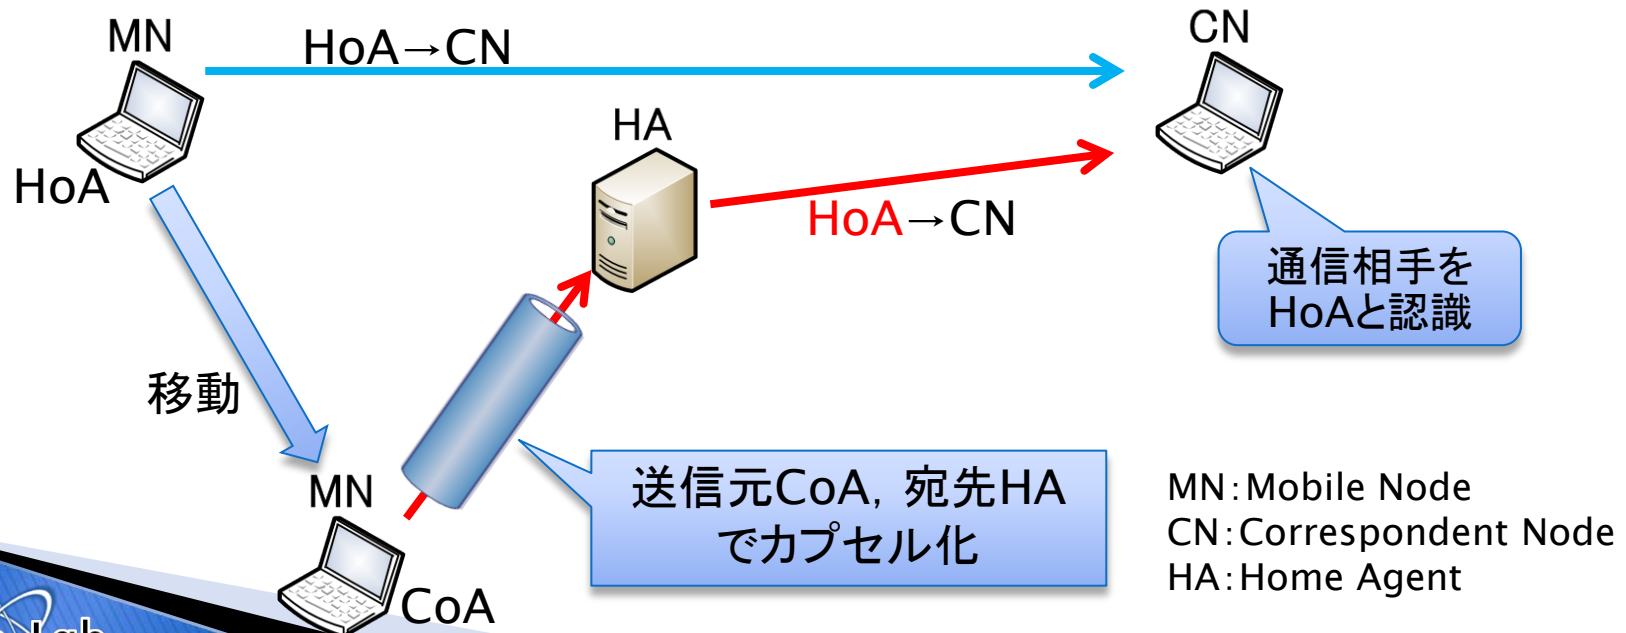 MN
HoA→CN
CN
HA
HoA
HoA→CN
通信相手を
HoAと認識
移動
MN
送信元CoA，宛先HA
でカプセル化
CoA
MN：Mobile Node
CN：Correspondent Node
HA：Home Agent
Lab